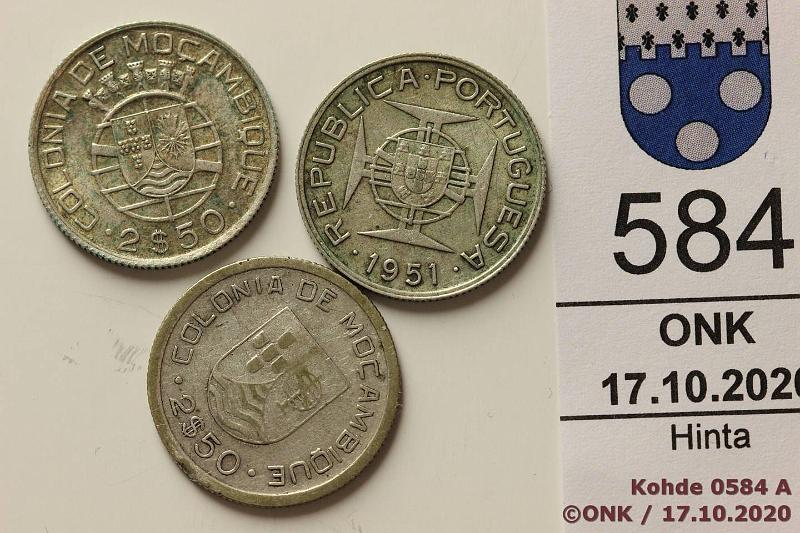 COLONIA DE MOÇAMBIQUE
· 2$50 ·
REPUBLICA · PORTUGUESA
· 1951 ·
COLONIA DE MOCAMBIQUE
· 2$50 ·
584
ONK
17.10.2020
Hinta
Kohde 0584 A
©ONK / 17.10.2020